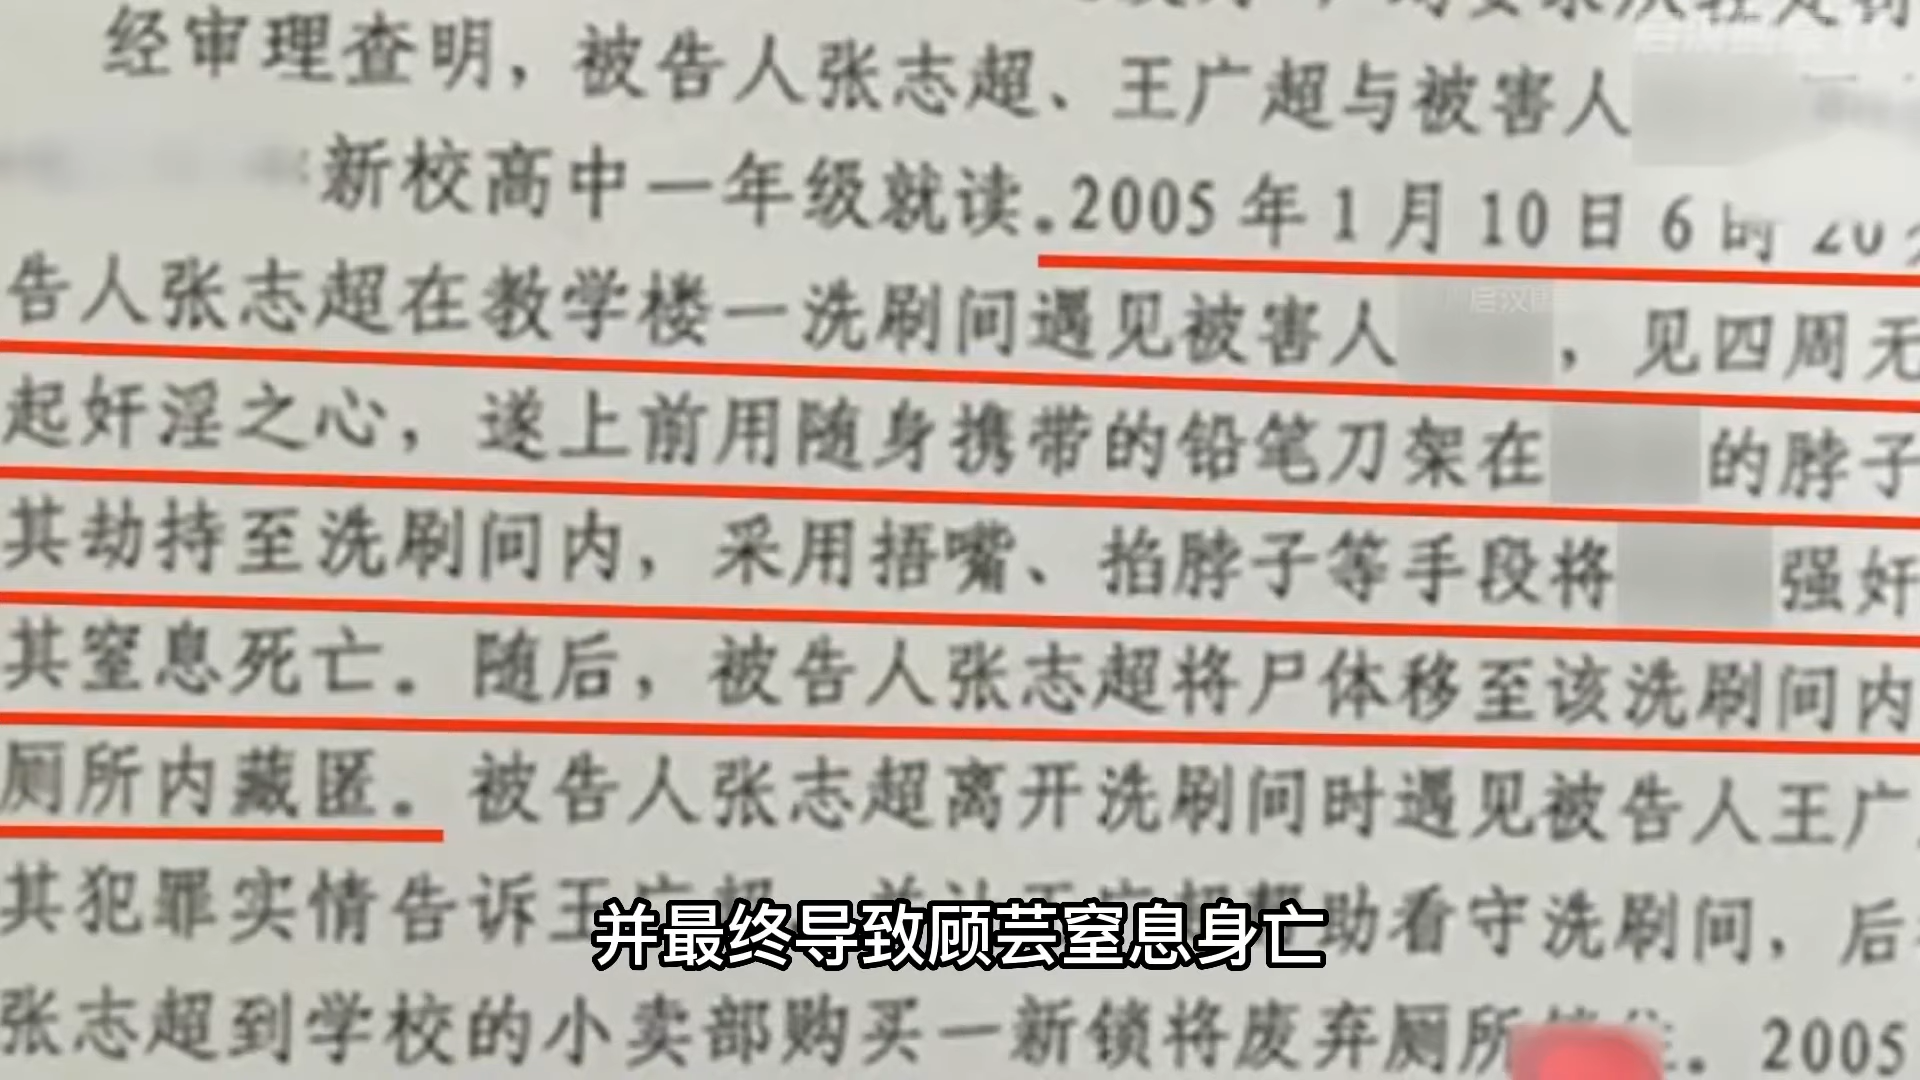 经审理查明，被告人张志超、王广超与被害人
新校高中一年级就读。2005年1月10日6时20
告人张志超在教学楼一洗刷间遇见被害人，见四周无
起奸淫之心，遂上前用随身携带的铅笔刀架在的脖子
其劫持至洗刷间内，采用捂嘴、掐脖子等手段将强奸
其窒息死亡。随后，被告人张志超将尸体移至该洗刷间内
厕所内藏匿。被告人张志超离开洗刷间时遇见被告人王广
其犯罪实情告诉王助看守洗刷间，后
并最终导致顾芸窒息身亡
张志超到学校的小卖部购买一新锁将废弃厕所。2005